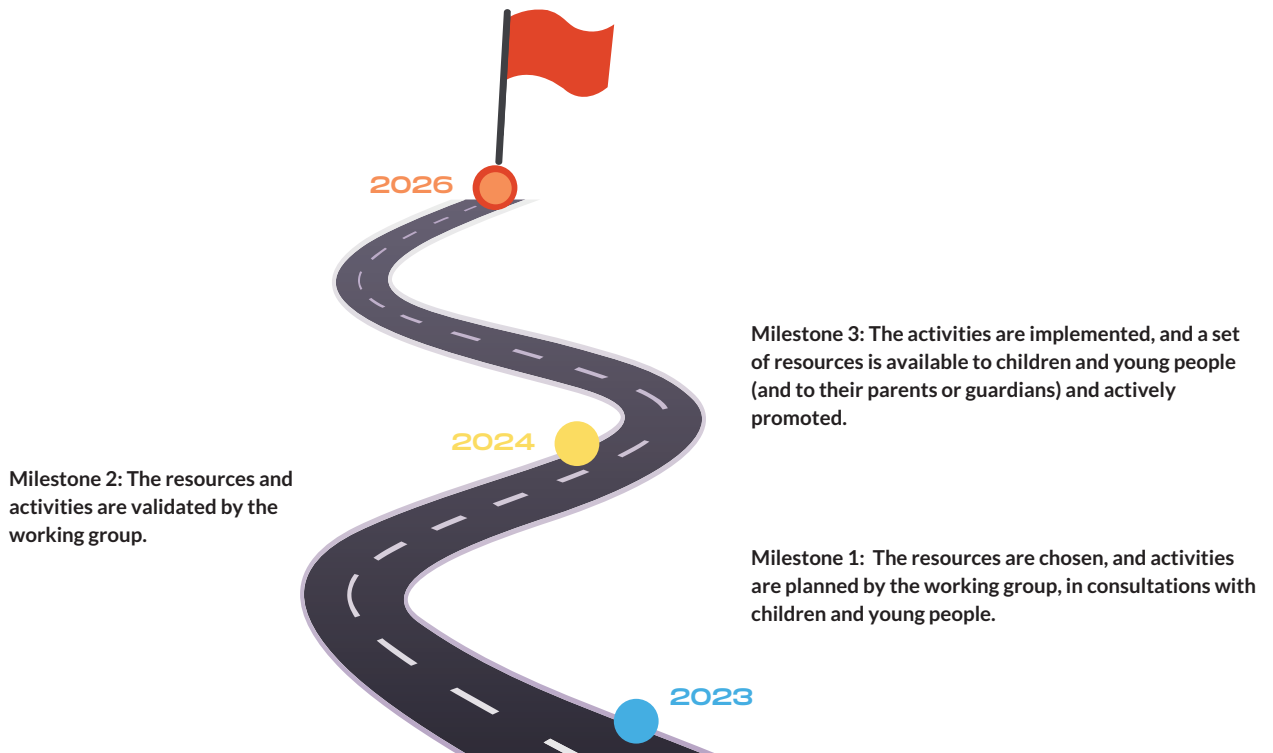 2026
Milestone 3: The activities are implemented, and a set
of resources is available to children and young people
(and to their parents or guardians) and actively
promoted.
2024
Milestone 2: The resources and
activities are validated by the
working group.
Milestone 1:  The resources are chosen, and activities
are planned by the working group, in consultations with
children and young people.
2023